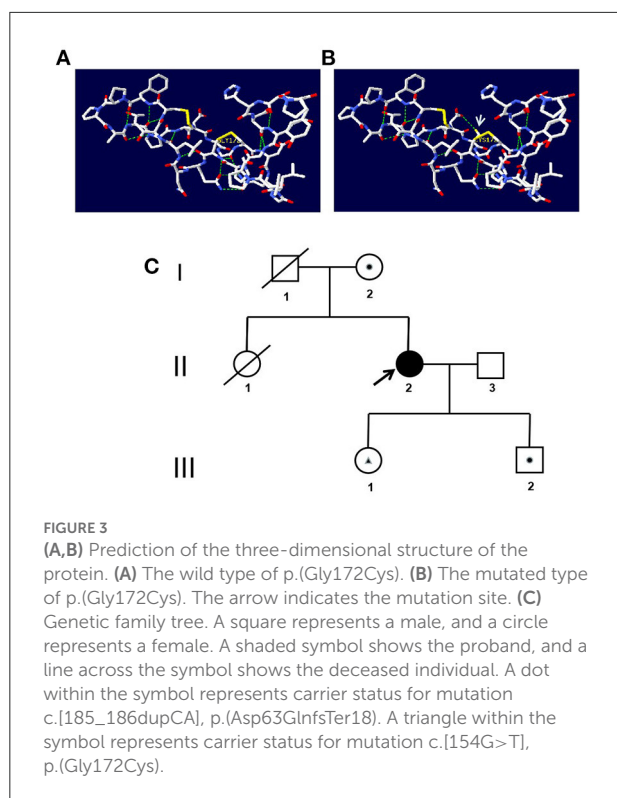 A
B
C
I
1
2
II
1
2
3
III
1
2
FIGURE 3
(A,B) Prediction of the three-dimensional structure of the
protein. (A) The wild type of p.(Gly172Cys). (B) The mutated type
of p.(Gly172Cys). The arrow indicates the mutation site. (C)
Genetic family tree. A square represents a male, and a circle
represents a female. A shaded symbol shows the proband, and a
line across the symbol shows the deceased individual. A dot
within the symbol represents carrier status for mutation
c.[185_186dupCA], p.(Asp63GlnfsTer18). A triangle within the
symbol represents carrier status for mutation c.[154G>T],
p.(Gly172Cys).